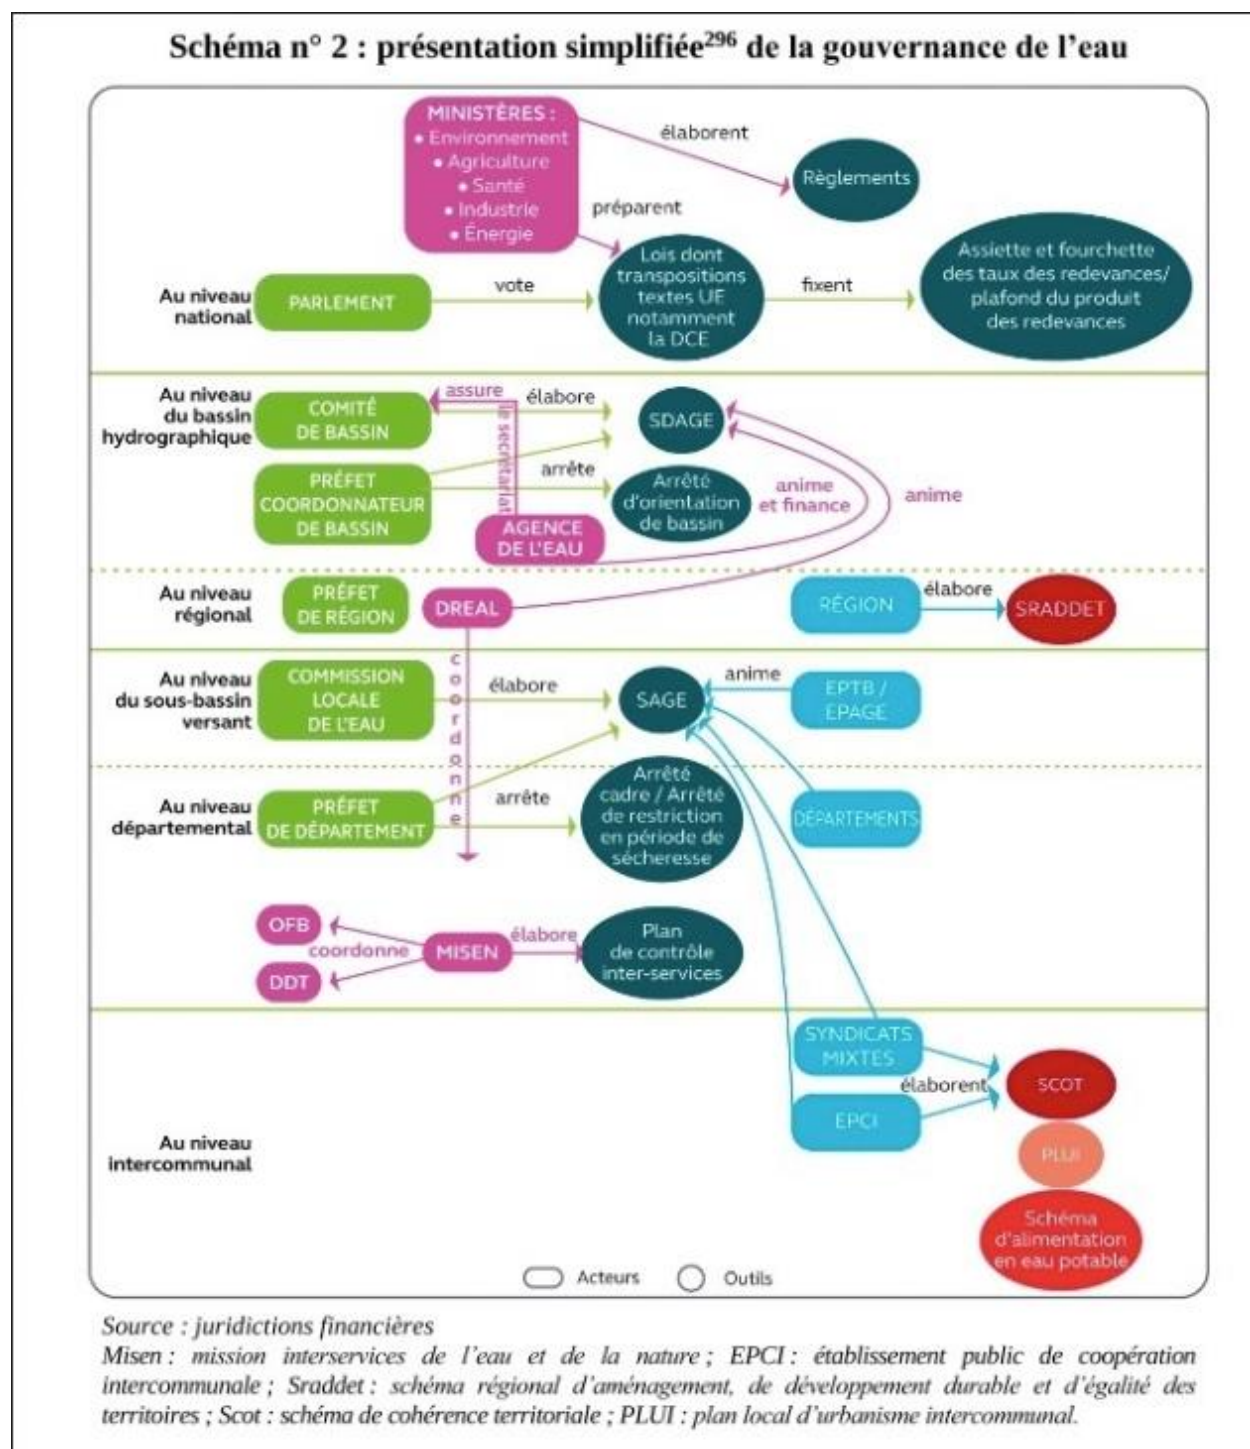 Schéma n° 2 : présentation simplifiée²⁹⁶ de la gouvernance de l'eau
MINISTÈRES :
• Environnement
• Agriculture
• Santé
• Industrie
• Énergie
élaborent
Règlements
préparent
Au niveau
national
PARLEMENT
vote
Lois dont
transpositions
textes UE
notamment
la DCE
fixent
Assiette et fourchette
des taux des redevances/
plafond du produit
des redevances
Au niveau
du bassin
hydrographique
COMITÉ
DE BASSIN
assure
le secrétariat
élabore
SDAGE
PRÉFET
COORDONNATEUR
DE BASSIN
arrête
Arrêté
d'orientation
de bassin
AGENCE
DE L'EAU
anime
et finance
anime
Au niveau
régional
PRÉFET
DE RÉGION
DREAL
RÉGION
élabore
SRADDET
coordonne
Au niveau
du sous-bassin
versant
COMMISSION
LOCALE
DE L'EAU
élabore
SAGE
anime
EPTB /
EPAGE
Au niveau
départemental
PRÉFET
DE DÉPARTEMENT
arrête
Arrêté
cadre / Arrêté
de restriction
en période de
sécheresse
DÉPARTEMENTS
OFB
DDT
coordonne
MISEN
élabore
Plan
de contrôle
inter-services
Au niveau
intercommunal
SYNDICATS
MIXTES
élaborent
EPCI
SCOT
PLUI
Schéma
d'alimentation
en eau potable
Acteurs
Outils
Source : juridictions financières
Misen : mission interservices de l'eau et de la nature ; EPCI : établissement public de coopération
intercommunale ; Sraddet : schéma régional d'aménagement, de développement durable et d'égalité des
territoires ; Scot : schéma de cohérence territoriale ; PLUI : plan local d'urbanisme intercommunal.